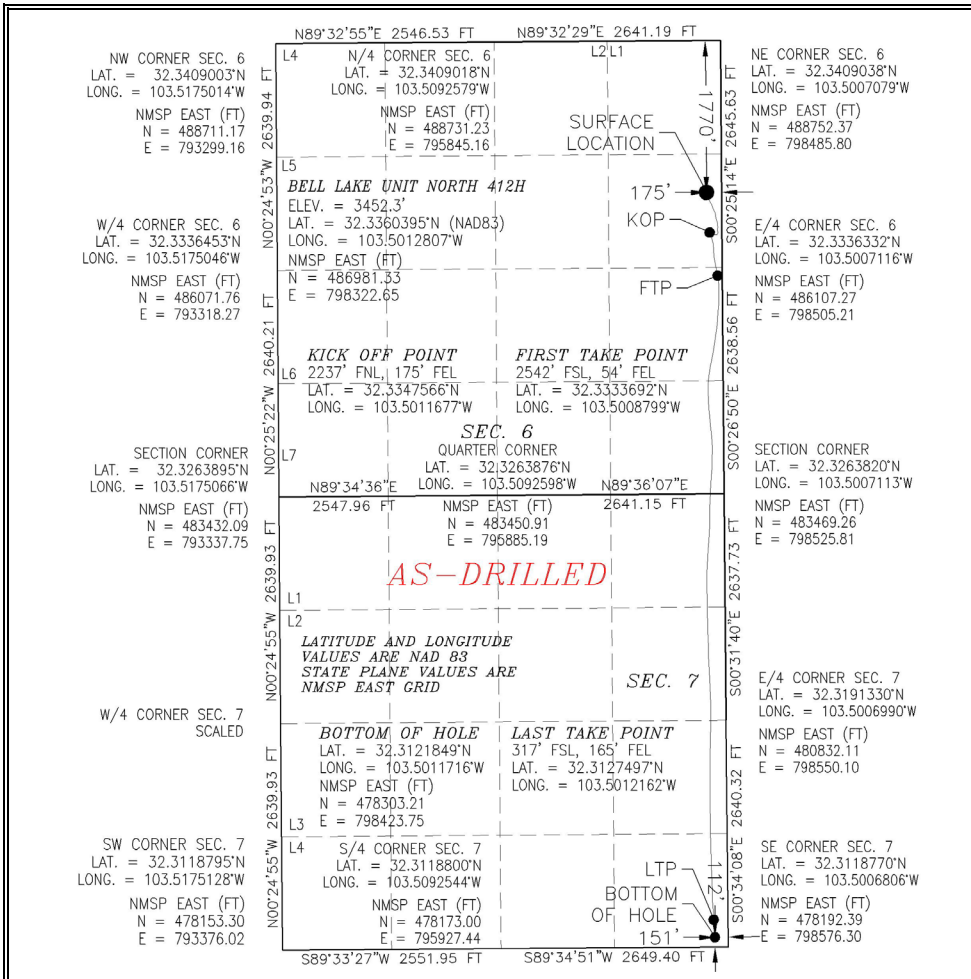 N89°32'55"E 2546.53 FT
N89°32'29"E 2641.19 FT
NW CORNER SEC. 6
LAT. = 32.3409003°N
LONG. = 103.5175014°W
NMSP EAST (FT)
N = 488711.17
E = 793299.16
L4
N/4 CORNER SEC. 6
LAT. = 32.3409018°N
LONG. = 103.5092579°W
NMSP EAST (FT)
N = 488731.23
E = 795845.16
L2
L1
NE CORNER SEC. 6
LAT. = 32.3409038°N
LONG. = 103.5007079°W
NMSP EAST (FT)
N = 488752.37
E = 798485.80
N00°24'53"W 2639.94 FT
1770'
S00°25'14"E 2645.63 FT
SURFACE
LOCATION
175'
KOP
FTP
L5
BELL LAKE UNIT NORTH 412H
ELEV. = 3452.3'
LAT. = 32.3360395°N (NAD83)
LONG. = 103.5012807°W
NMSP EAST (FT)
N = 486981.33
E = 798322.65
W/4 CORNER SEC. 6
LAT. = 32.3336453°N
LONG. = 103.5175046°W
NMSP EAST (FT)
N = 486071.76
E = 793318.27
E/4 CORNER SEC. 6
LAT. = 32.3336332°N
LONG. = 103.5007116°W
NMSP EAST (FT)
N = 486107.27
E = 798505.21
N00°25'22"W 2640.21 FT
S00°26'50"E 2638.56 FT
L6
KICK OFF POINT
2237' FNL, 175' FEL
LAT. = 32.3347566°N
LONG. = 103.5011677°W
FIRST TAKE POINT
2542' FSL, 54' FEL
LAT. = 32.3333692°N
LONG. = 103.5008799°W
L7
SEC. 6
SECTION CORNER
LAT. = 32.3263895°N
LONG. = 103.5175066°W
NMSP EAST (FT)
N = 483432.09
E = 793337.75
QUARTER CORNER
LAT. = 32.3263876°N
LONG. = 103.5092598°W
N89°34'36"E
2547.96 FT
N89°36'07"E
2641.15 FT
NMSP EAST (FT)
N = 483450.91
E = 795885.19
SECTION CORNER
LAT. = 32.3263820°N
LONG. = 103.5007113°W
NMSP EAST (FT)
N = 483469.26
E = 798525.81
N00°24'55"W 2639.93 FT
S00°31'40"E 2637.73 FT
AS-DRILLED
L1
L2
LATITUDE AND LONGITUDE
VALUES ARE NAD 83
STATE PLANE VALUES ARE
NMSP EAST GRID
SEC. 7
W/4 CORNER SEC. 7
SCALED
E/4 CORNER SEC. 7
LAT. = 32.3191330°N
LONG. = 103.5006990°W
NMSP EAST (FT)
N = 480832.11
E = 798550.10
N00°24'55"W 2639.93 FT
S00°34'08"E 2640.32 FT
BOTTOM OF HOLE
LAT. = 32.3121849°N
LONG. = 103.5011716°W
NMSP EAST (FT)
N = 478303.21
E = 798423.75
LAST TAKE POINT
317' FSL, 165' FEL
LAT. = 32.3127497°N
LONG. = 103.5012162°W
L3
L4
SW CORNER SEC. 7
LAT. = 32.3118795°N
LONG. = 103.5175128°W
NMSP EAST (FT)
N = 478153.30
E = 793376.02
S/4 CORNER SEC. 7
LAT. = 32.3118800°N
LONG. = 103.5092544°W
NMSP EAST (FT)
N = 478173.00
E = 795927.44
LTP
BOTTOM
OF HOLE
112'
151'
SE CORNER SEC. 7
LAT. = 32.3118770°N
LONG. = 103.5006806°W
NMSP EAST (FT)
N = 478192.39
E = 798576.30
S89°33'27"W 2551.95 FT
S89°34'51"W 2649.40 FT